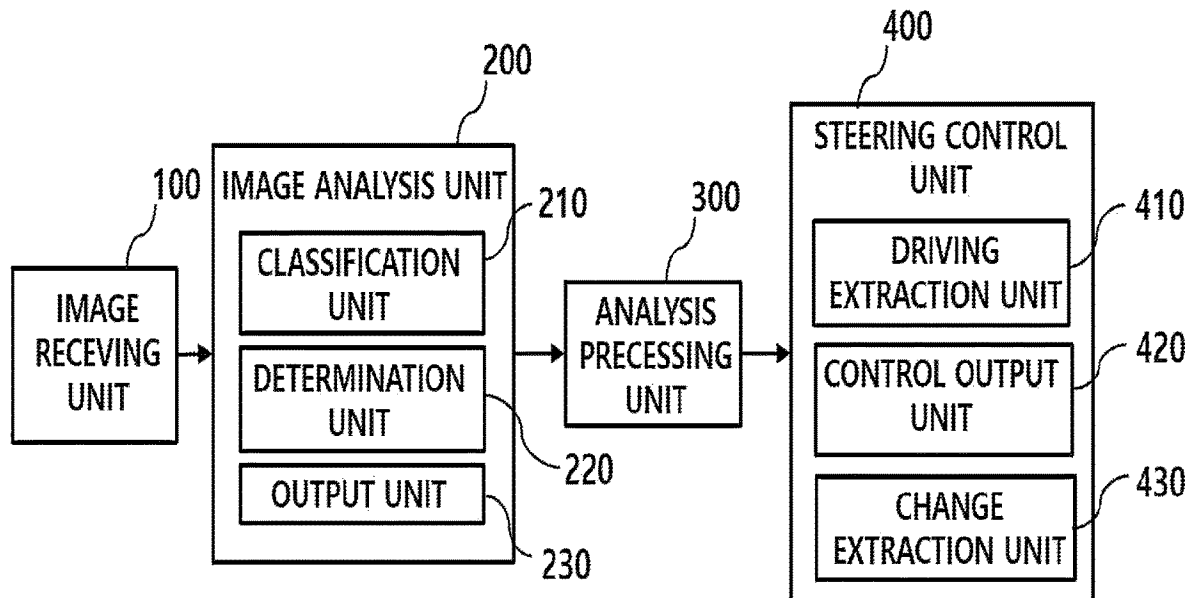 100
IMAGE
RECEVING
UNIT
200
IMAGE ANALYSIS UNIT
210
CLASSIFICATION
UNIT
DETERMINATION
UNIT
220
OUTPUT UNIT
230
300
ANALYSIS
PRECESSING
UNIT
400
STEERING CONTROL
UNIT
410
DRIVING
EXTRACTION UNIT
420
CONTROL OUTPUT
UNIT
430
CHANGE
EXTRACTION UNIT